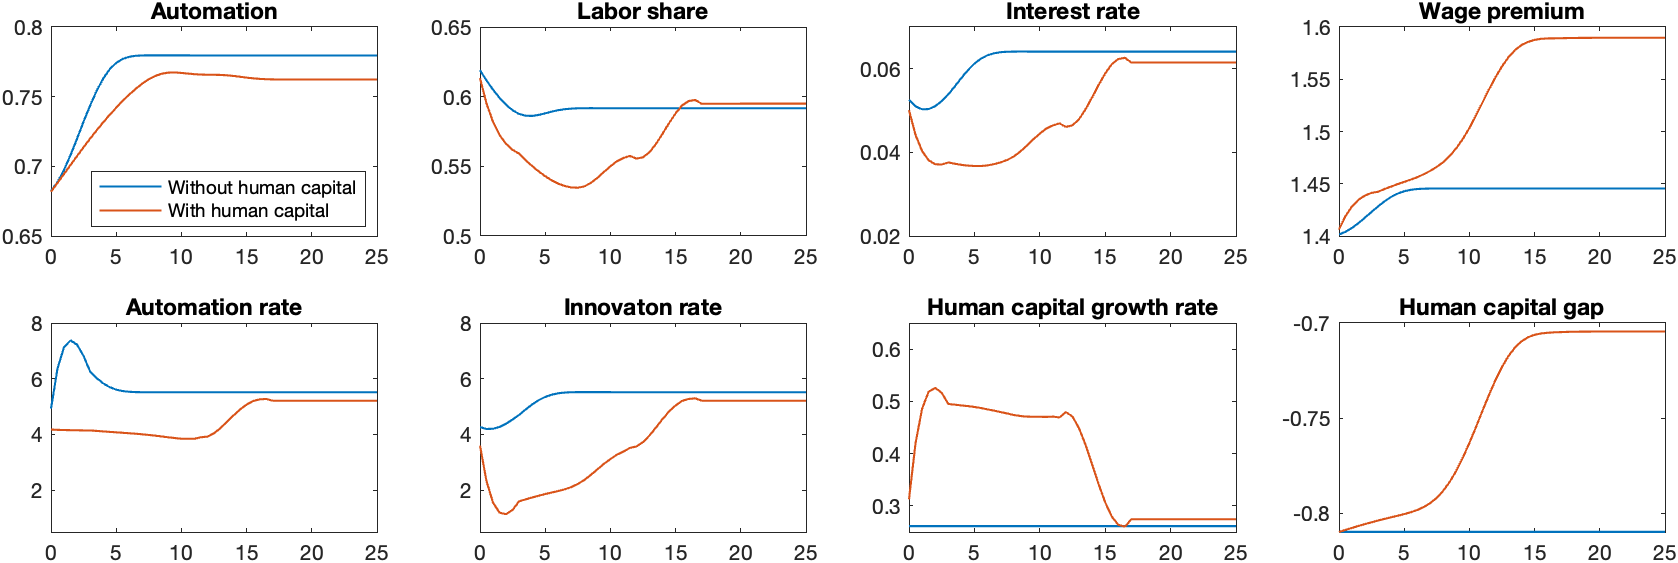 Automation
0.8
0.75
0.7
0.65
Without human capital
With human capital
0 5 10 15 20 25
Labor share
0.65
0.6
0.55
0.5
0 5 10 15 20 25
Interest rate
0.06
0.04
0.02
0 5 10 15 20 25
Wage premium
1.6
1.55
1.5
1.45
1.4
0 5 10 15 20 25
Automation rate
8
6
4
2
0 5 10 15 20 25
Innovaton rate
8
6
4
2
0 5 10 15 20 25
Human capital growth rate
0.6
0.5
0.4
0.3
0 5 10 15 20 25
Human capital gap
-0.7
-0.75
-0.8
0 5 10 15 20 25